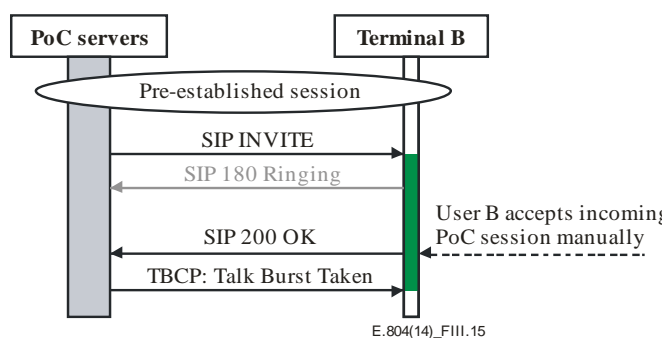 PoC servers
Terminal B
Pre-established session
SIP INVITE
SIP 180 Ringing
User B accepts incoming
PoC session manually
SIP 200 OK
TBCP: Talk Burst Taken
E.804(14)_FIII.15